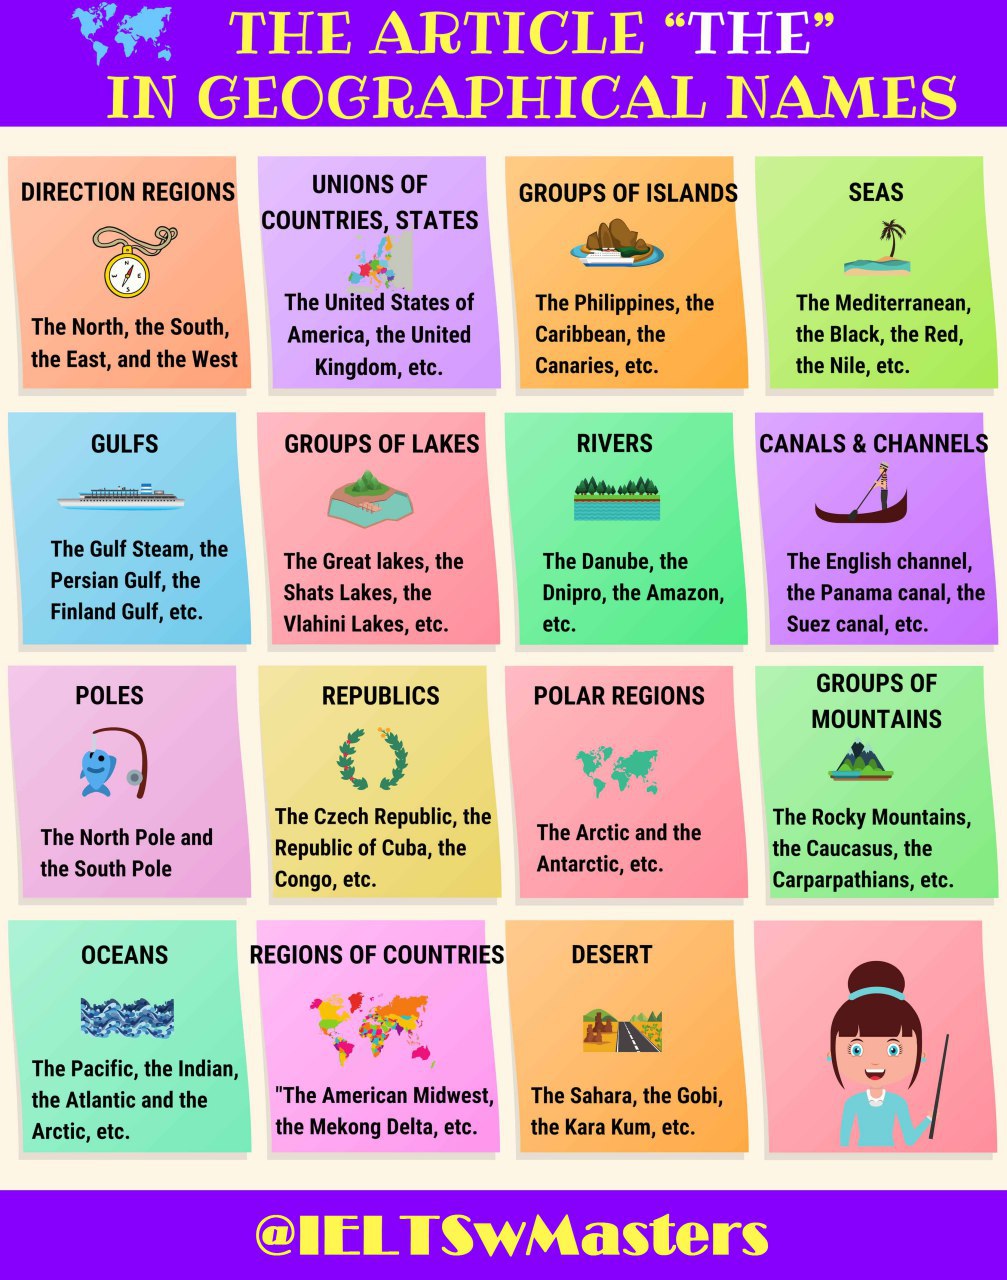 THE ARTICLE “THE”
IN GEOGRAPHICAL NAMES
DIRECTION REGIONS
The North, the South,
the East, and the West
UNIONS OF
COUNTRIES, STATES
The United States of
America, the United
Kingdom, etc.
GROUPS OF ISLANDS
The Philippines, the
Caribbean, the
Canaries, etc.
SEAS
The Mediterranean,
the Black, the Red,
the Nile, etc.
GULFS
The Gulf Steam, the
Persian Gulf, the
Finland Gulf, etc.
GROUPS OF LAKES
The Great lakes, the
Shats Lakes, the
Vlahini Lakes, etc.
RIVERS
The Danube, the
Dnipro, the Amazon,
etc.
CANALS & CHANNELS
The English channel,
the Panama canal, the
Suez canal, etc.
POLES
The North Pole and
the South Pole
REPUBLICS
The Czech Republic, the
Republic of Cuba, the
Congo, etc.
POLAR REGIONS
The Arctic and the
Antarctic, etc.
GROUPS OF
MOUNTAINS
The Rocky Mountains,
the Caucasus, the
Carparpathians, etc.
OCEANS
The Pacific, the Indian,
the Atlantic and the
Arctic, etc.
REGIONS OF COUNTRIES
"The American Midwest,
the Mekong Delta, etc.
DESERT
The Sahara, the Gobi,
the Kara Kum, etc.
@IELTSwMasters